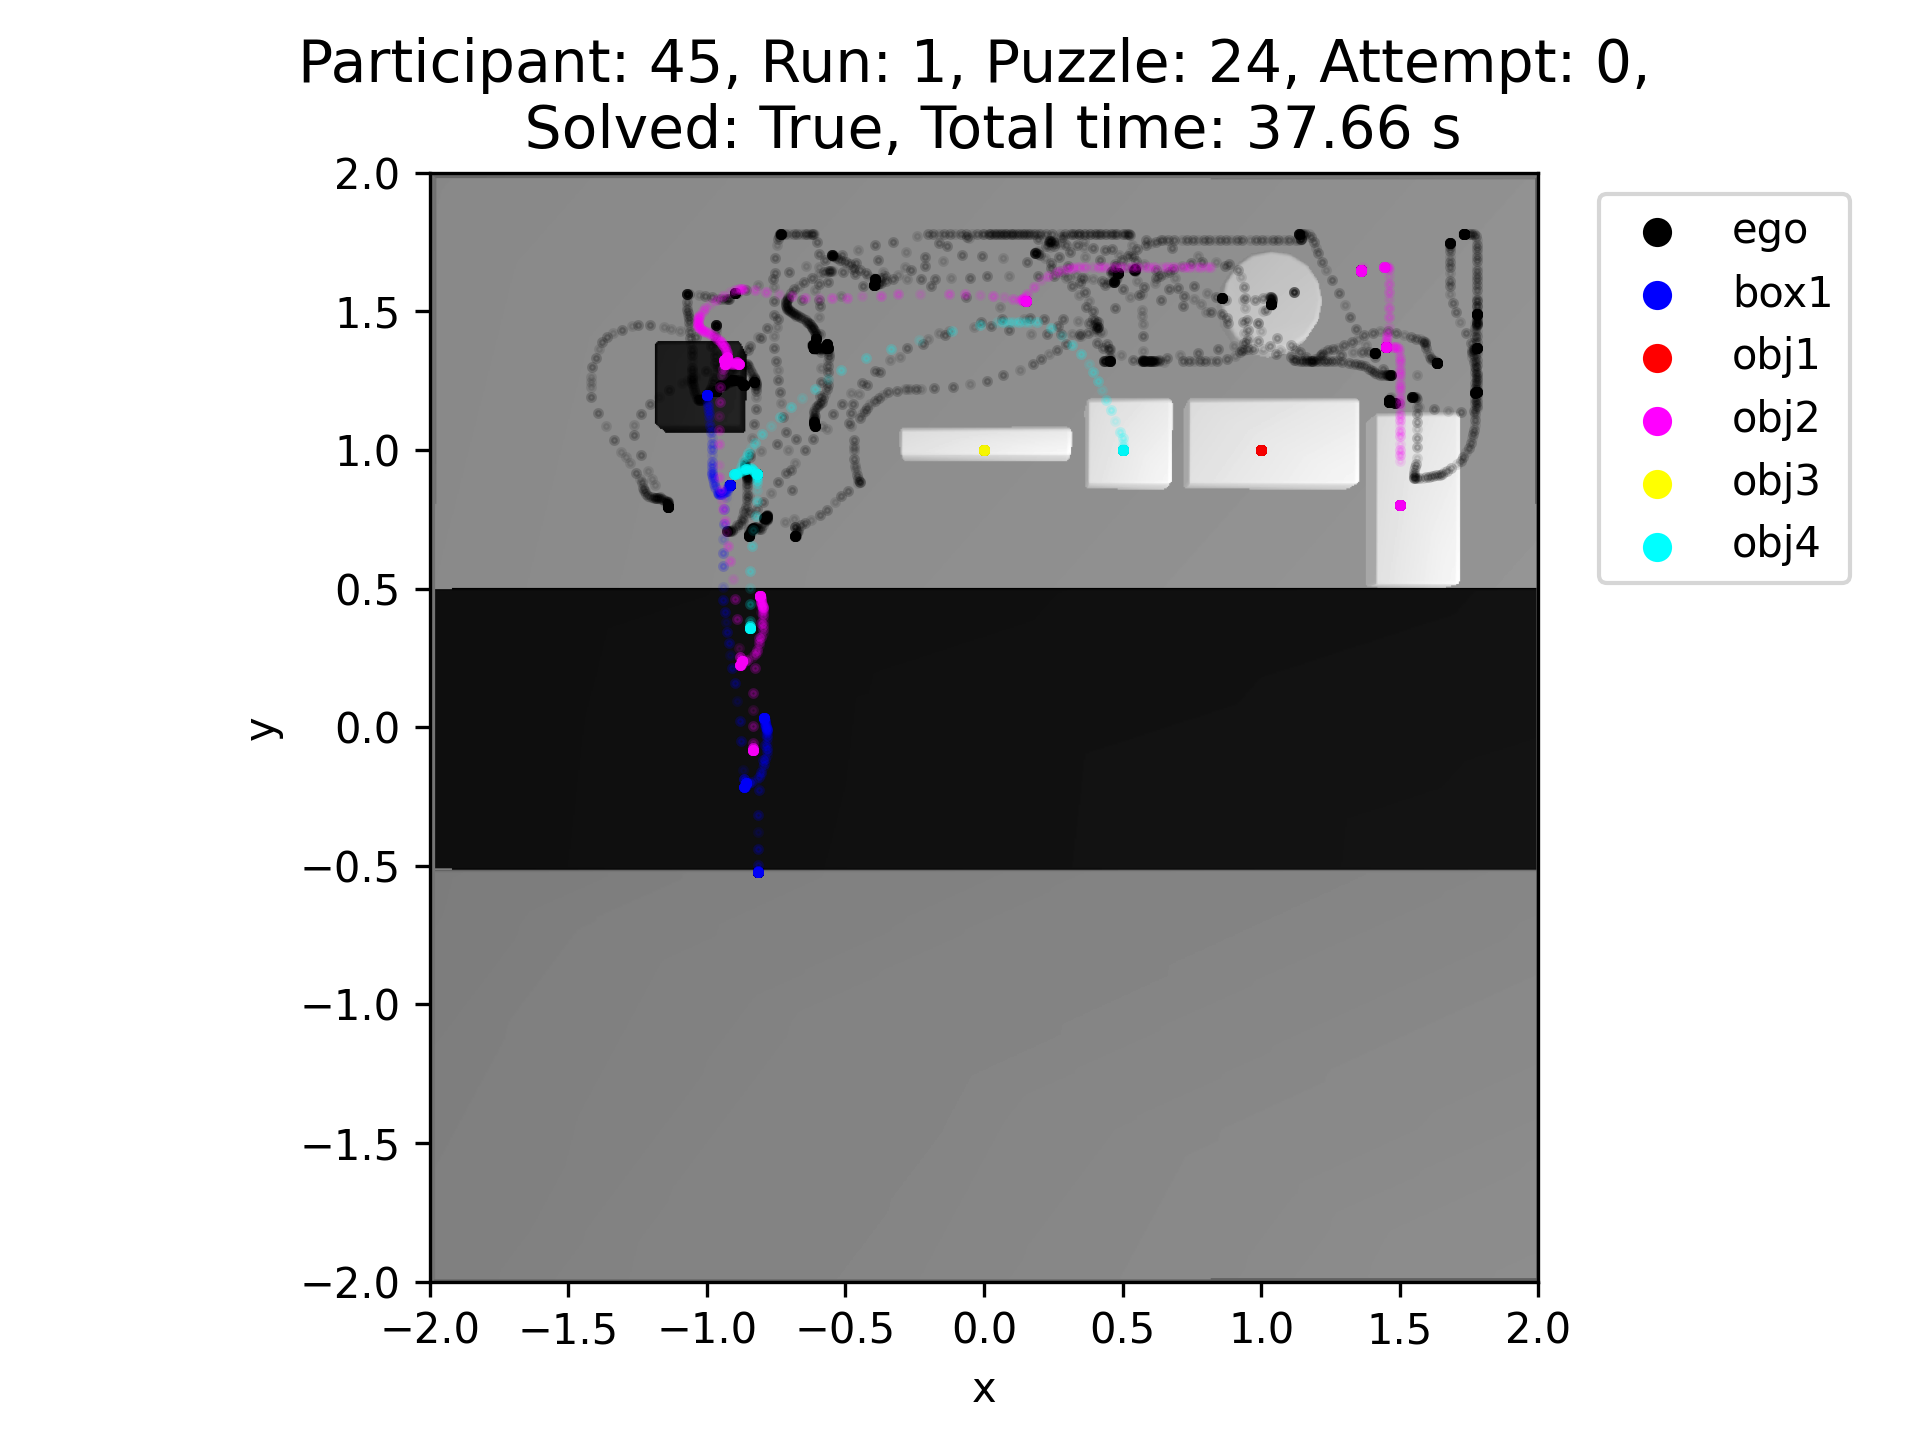 Participant: 45, Run: 1, Puzzle: 24, Attempt: 0,
Solved: True, Total time: 37.66 s
2.0
1.5
1.0
0.5
0.0
−0.5
−1.0
−1.5
−2.0
y
−2.0 −1.5 −1.0 −0.5 0.0 0.5 1.0 1.5 2.0
x
ego
box1
obj1
obj2
obj3
obj4